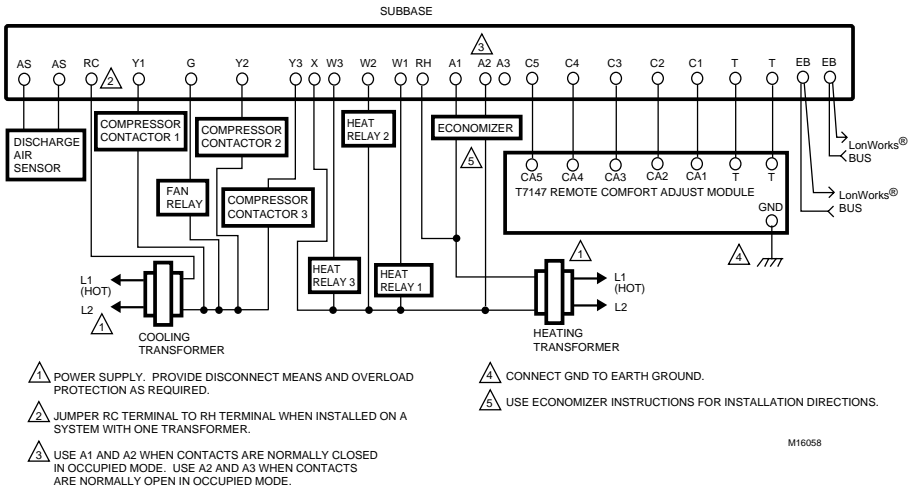 SUBBASE
AS AS RC 2 Y1 G Y2 Y3 X W3 W2 W1 RH A1 3 A2 A3 C5 C4 C3 C2 C1 T T EB EB
DISCHARGE
AIR
SENSOR
COMPRESSOR
CONTACTOR 1
FAN
RELAY
COMPRESSOR
CONTACTOR 2
COMPRESSOR
CONTACTOR 3
HEAT
RELAY 2
HEAT
RELAY 3
HEAT
RELAY 1
ECONOMIZER
5
CA5 CA4 CA3 CA2 CA1 T T
T7147 REMOTE COMFORT ADJUST MODULE
GND
4
LonWorks®
BUS
LonWorks®
BUS
L1
(HOT)
L2
1
COOLING
TRANSFORMER
1
L1
(HOT)
L2
HEATING
TRANSFORMER
1 POWER SUPPLY. PROVIDE DISCONNECT MEANS AND OVERLOAD
PROTECTION AS REQUIRED.
2 JUMPER RC TERMINAL TO RH TERMINAL WHEN INSTALLED ON A
SYSTEM WITH ONE TRANSFORMER.
3 USE A1 AND A2 WHEN CONTACTS ARE NORMALLY CLOSED
IN OCCUPIED MODE. USE A2 AND A3 WHEN CONTACTS
ARE NORMALLY OPEN IN OCCUPIED MODE.
4 CONNECT GND TO EARTH GROUND.
5 USE ECONOMIZER INSTRUCTIONS FOR INSTALLATION DIRECTIONS.
M16058